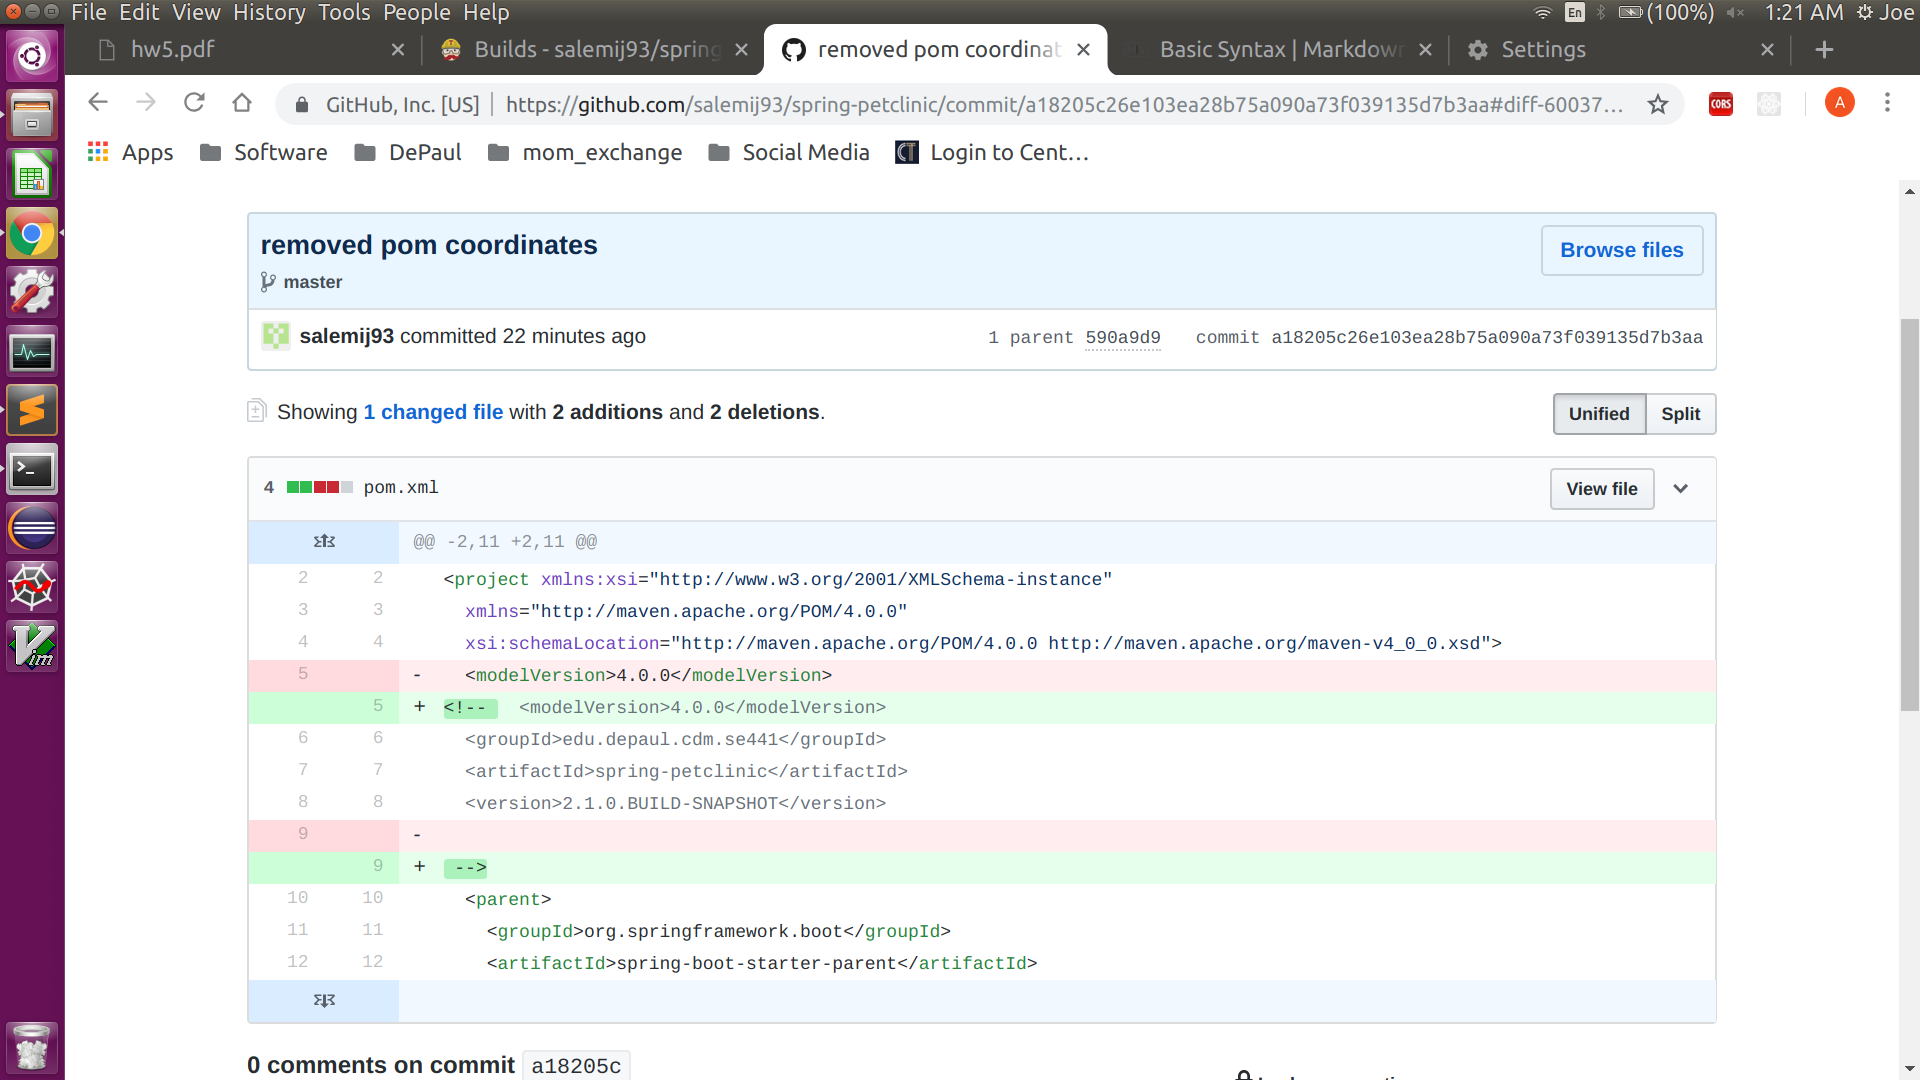 File Edit View History Tools People Help
En (100%) 1:21 AM Joe
hw5.pdf
Builds - salemij93/spring
removed pom coordinat
Basic Syntax | Markdown
Settings
GitHub, Inc. [US] | https://github.com/salemij93/spring-petclinic/commit/a18205c26e103ea28b75a090a73f039135d7b3aa#diff-60037...
CORS
A
Apps Software DePaul mom_exchange Social Media Login to Cent...
removed pom coordinates
Browse files
master
salemij93 committed 22 minutes ago
1 parent 590a9d9 commit a18205c26e103ea28b75a090a73f039135d7b3aa
Showing 1 changed file with 2 additions and 2 deletions.
Unified Split
4 pom.xml
View file
@@ -2,11 +2,11 @@
2 2 <project xmlns:xsi="http://www.w3.org/2001/XMLSchema-instance"
3 3 xmlns="http://maven.apache.org/POM/4.0.0"
4 4 xsi:schemaLocation="http://maven.apache.org/POM/4.0.0 http://maven.apache.org/maven-v4_0_0.xsd">
5 - <modelVersion>4.0.0</modelVersion>
5 + <!-- <modelVersion>4.0.0</modelVersion>
6 6 <groupId>edu.depaul.cdm.se441</groupId>
7 7 <artifactId>spring-petclinic</artifactId>
8 8 <version>2.1.0.BUILD-SNAPSHOT</version>
9 -
9 + -->
10 10 <parent>
11 11 <groupId>org.springframework.boot</groupId>
12 12 <artifactId>spring-boot-starter-parent</artifactId>
0 comments on commit a18205c